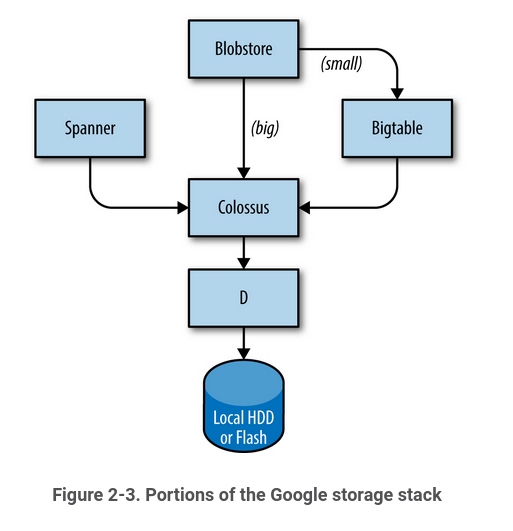 Blobstore
(small)
Spanner
(big)
Bigtable
Colossus
D
Local HDD
or Flash
Figure 2-3. Portions of the Google storage stack